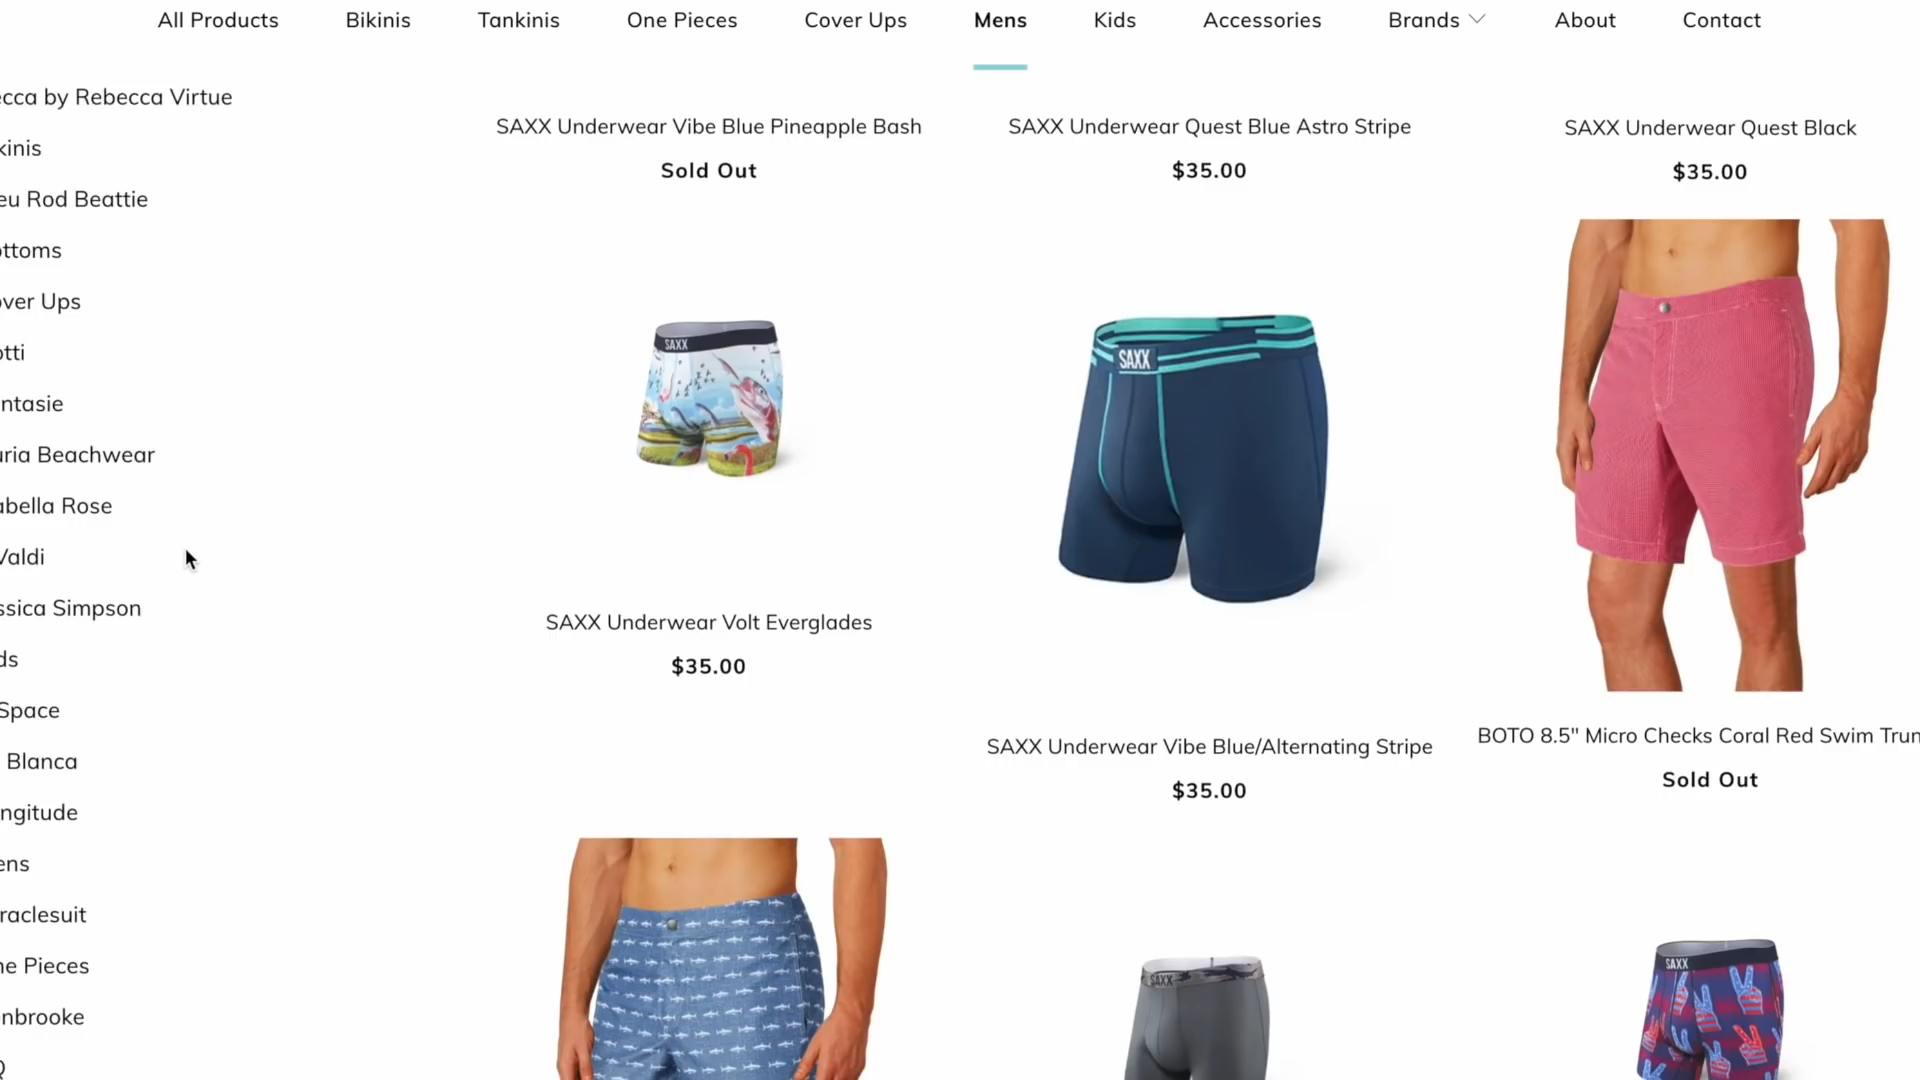 All Products Bikinis Tankinis One Pieces Cover Ups Mens Kids Accessories Brands About Contact
ecca by Rebecca Virtue
kinis
eu Rod Beattie
ottoms
over Ups
otti
ntasie
uria Beachwear
abella Rose
Valdi
ssica Simpson
ds
Space
Blanca
ngitude
ens
raclesuit
ne Pieces
nbrooke
SAXX Underwear Vibe Blue Pineapple Bash
Sold Out
SAXX Underwear Quest Blue Astro Stripe
$35.00
SAXX Underwear Quest Black
$35.00
SAXX
SAXX Underwear Volt Everglades
$35.00
SAXX
SAXX Underwear Vibe Blue/Alternating Stripe
$35.00
BOTO 8.5" Micro Checks Coral Red Swim Trun
Sold Out
SAXX
SAXX